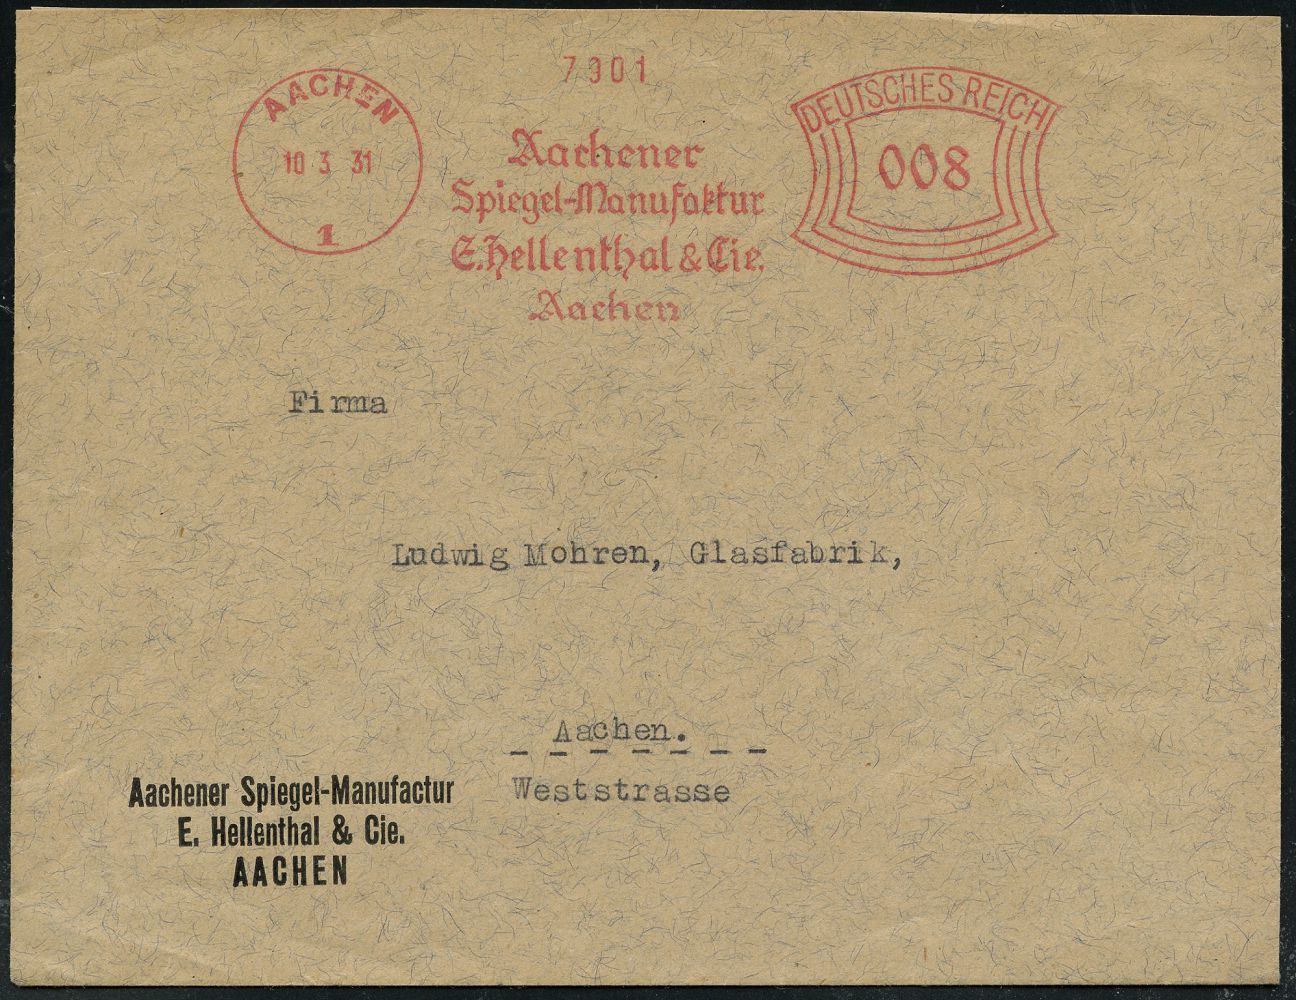 7301
AACHEN
10 3 31
1
Aachener
Spiegel-Manufaktur
E. Hellenthal & Cie.
Aachen
DEUTSCHES REICH
008
Firma
Ludwig Mohren, Glasfabrik,
Aachen.
Weststrasse
Aachener Spiegel-Manufactur
E. Hellenthal & Cie.
AACHEN